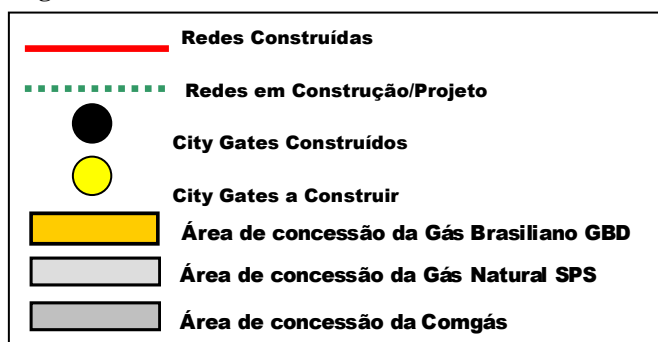 Redes Construídas
Redes em Construção/Projeto
City Gates Construídos
City Gates a Construir
Área de concessão da Gás Brasiliano GBD
Área de concessão da Gás Natural SPS
Área de concessão da Comgás